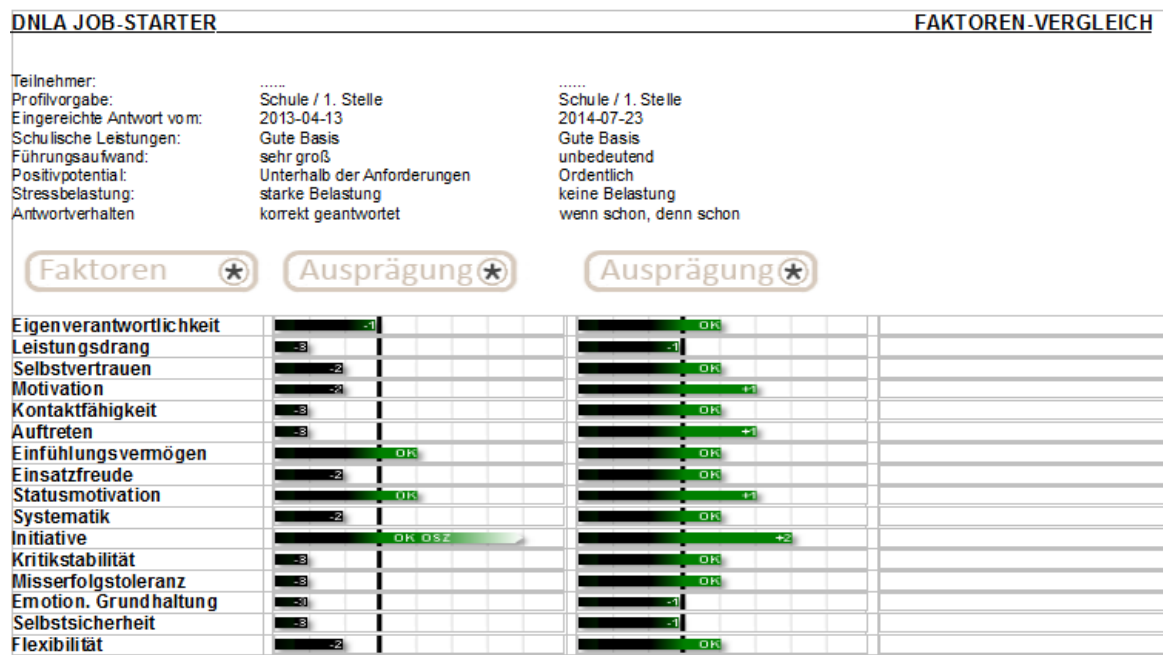 DNLA JOB-STARTER FAKTOREN-VERGLEICH
Teilnehmer: ...... ......
Profilvorgabe: Schule / 1. Stelle Schule / 1. Stelle
Eingereichte Antwort vom: 2013-04-13 2014-07-23
Schulische Leistungen: Gute Basis Gute Basis
Führungsaufwand: sehr groß unbedeutend
Positivpotential: Unterhalb der Anforderungen Ordentlich
Stressbelastung: starke Belastung keine Belastung
Antwortverhalten korrekt geantwortet wenn schon, denn schon
Faktoren Ausprägung Ausprägung
Eigenverantwortlichkeit -1 OK
Leistungsdrang -3 -1
Selbstvertrauen -2 OK
Motivation -2 +1
Kontaktfähigkeit -3 OK
Auftreten -3 +1
Einfühlungsvermögen OK OK
Einsatzfreude -2 OK
Statusmotivation OK +1
Systematik -2 OK
Initiative OK OSZ +2
Kritikstabilität -3 OK
Misserfolgstoleranz -3 OK
Emotion. Grundhaltung -3 -1
Selbstsicherheit -3 -1
Flexibilität -2 OK